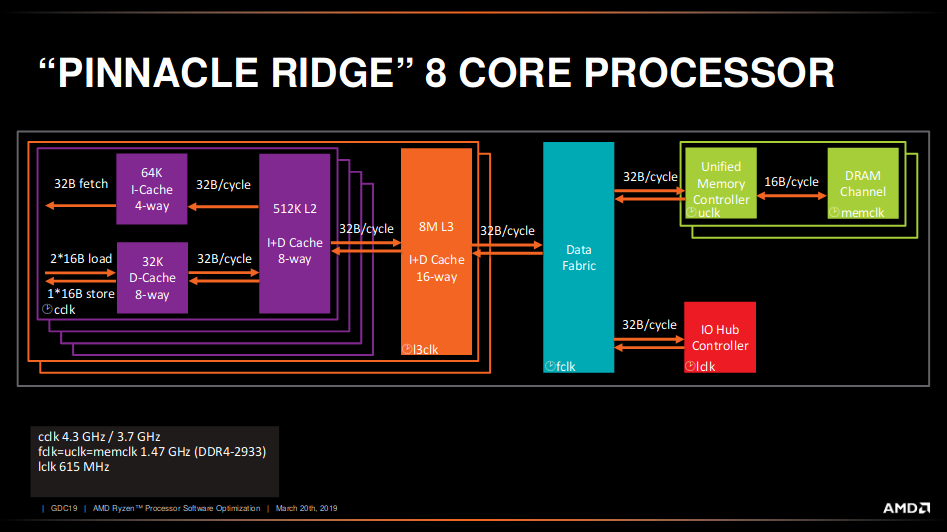 “PINNACLE RIDGE” 8 CORE PROCESSOR
32B fetch
64K
I-Cache
4-way
32B/cycle
2*16B load
1*16B store
cclk
32K
D-Cache
8-way
32B/cycle
512K L2
I+D Cache
8-way
32B/cycle
8M L3
I+D Cache
16-way
l3clk
32B/cycle
Data
Fabric
fclk
32B/cycle
Unified
Memory
Controller
uclk
16B/cycle
DRAM
Channel
memclk
32B/cycle
IO Hub
Controller
lclk
cclk 4.3 GHz / 3.7 GHz
fclk=uclk=memclk 1.47 GHz (DDR4-2933)
lclk 615 MHz
| GDC19 | AMD Ryzen™ Processor Software Optimization | March 20th, 2019
AMD